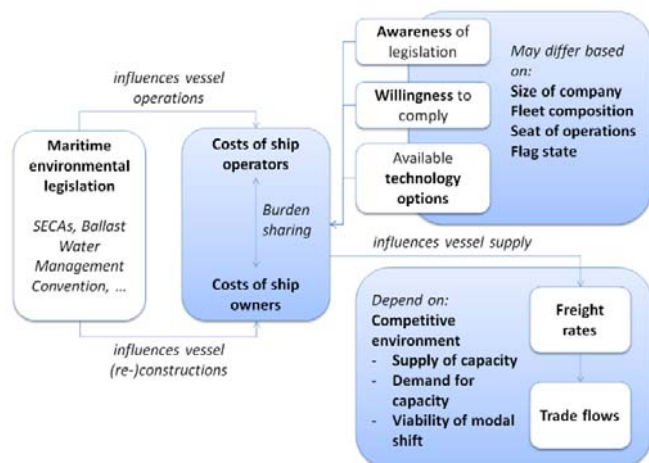 influences vessel
operations
Maritime
environmental
legislation
SECAs, Ballast
Water
Management
Convention, ...
influences vessel
(re-)constructions
Costs of ship
operators
Burden
sharing
Costs of ship
owners
Awareness of
legislation
Willingness to
comply
Available
technology
options
May differ based
on:
Size of company
Fleet composition
Seat of operations
Flag state
influences vessel supply
Depend on:
Competitive
environment
- Supply of capacity
- Demand for
capacity
- Viability of modal
shift
Freight
rates
Trade flows